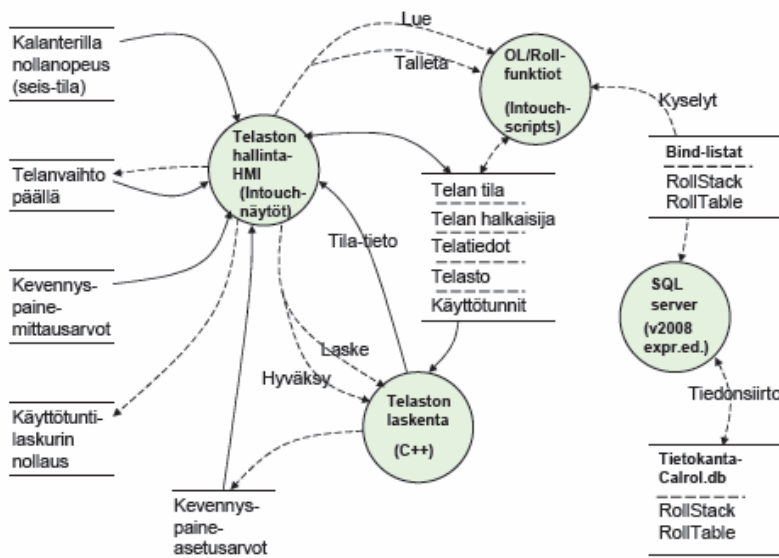 Kalanterilla
nollanopeus
(seis-tila)
Telanvaihto
päällä
Kevennys-
paine-
mittausarvot
Käyttötunti-
laskurin
nollaus
Telaston
hallinta-
HMI
(Intouch-
näytöt)
Lue
Talleta
OL/Roll-
funktiot
(Intouch-
scripts)
Kyselyt
Bind-listat
RollStack
RollTable
Telan tila
Telan halkaisija
Telatiedot
Telasto
Käyttötunnit
Tila-tieto
SQL
server
(v2008
expr.ed.)
Laske
Hyväksy
Telaston
laskenta
(C++)
Tiedonsiirto
Tietokanta-
Calrol.db
RollStack
RollTable
Kevennys-
paine-
asetusarvot